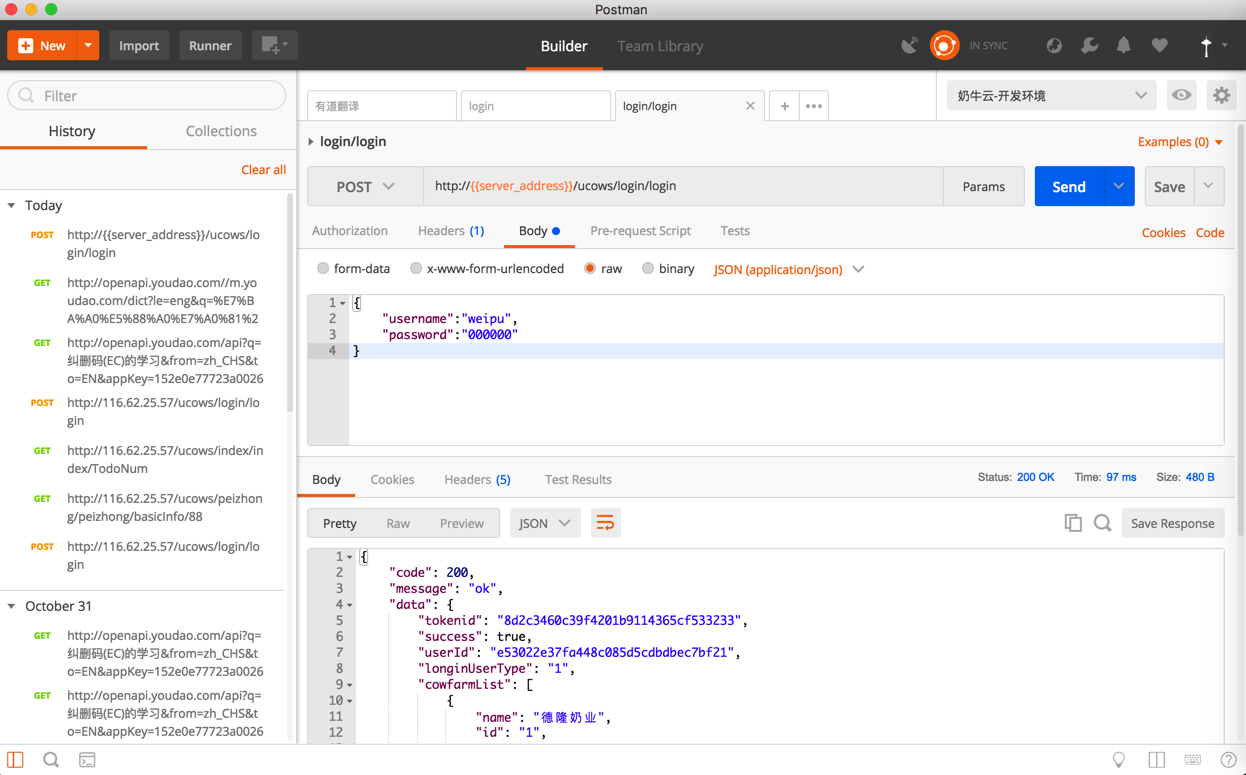 Postman
New
Import
Runner
Builder
Team Library
IN SYNC
Filter
History
Collections
Clear all
Today
POST http://{{server_address}}/ucows/lo
gin/login
GET http://openapi.youdao.com//m.yo
udao.com/dict?le=eng&q=%E7%B
A%A0%E5%88%A0%E7%A0%81%2
GET http://openapi.youdao.com/api?q=
纠删码(EC)的学习&from=zh_CHS&t
o=EN&appKey=152e0e77723a0026
POST http://116.62.25.57/ucows/login/lo
gin
GET http://116.62.25.57/ucows/index/in
dex/TodoNum
GET http://116.62.25.57/ucows/peizhon
g/peizhong/basicInfo/88
POST http://116.62.25.57/ucows/login/lo
gin
October 31
GET http://openapi.youdao.com/api?q=
纠删码(EC)的学习&from=zh_CHS&t
o=EN&appKey=152e0e77723a0026
GET http://openapi.youdao.com/api?q=
纠删码(EC)的学习&from=zh_CHS&t
o=EN&appKey=152e0e77723a0026
有道翻译
login
login/login
奶牛云-开发环境
login/login
Examples (0)
POST
http://{{server_address}}/ucows/login/login
Params
Send
Save
Authorization
Headers (1)
Body
Pre-request Script
Tests
Cookies
Code
form-data
x-www-form-urlencoded
raw
binary
JSON (application/json)
1 {
2 "username":"weipu",
3 "password":"000000"
4 }
Body
Cookies
Headers (5)
Test Results
Status: 200 OK
Time: 97 ms
Size: 480 B
Pretty
Raw
Preview
JSON
Save Response
1 {
2 "code": 200,
3 "message": "ok",
4 "data": {
5 "tokenid": "8d2c3460c39f4201b9114365cf533233",
6 "success": true,
7 "userId": "e53022e37fa448c085d5cdbdbec7bf21",
8 "longinUserType": "1",
9 "cowfarmList": [
10 {
11 "name": "德隆奶业",
12 "id": "1",